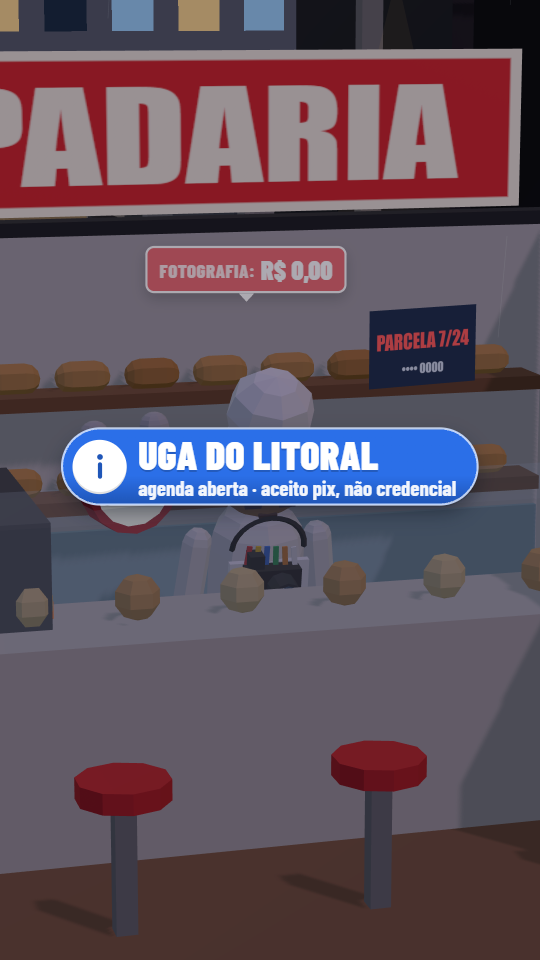 PADARIA
FOTOGRAFIA: R$ 0,00
PARCELA 7/24
•••• 0000
UGA DO LITORAL
agenda aberta · aceito pix, não credencial